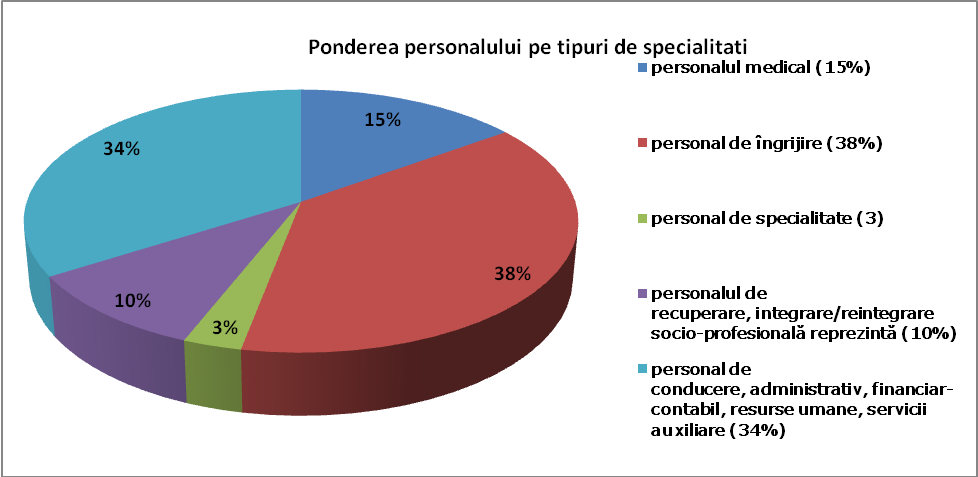 Ponderea personalului pe tipuri de specialitati
15%
34%
38%
10%
3%
personalul medical (15%)
personal de îngrijire (38%)
personal de specialitate (3)
personalul de
recuperare, integrare/reintegrare
socio-profesională reprezintă (10%)
personal de
conducere, administrativ, financiar-
contabil, resurse umane, servicii
auxiliare (34%)